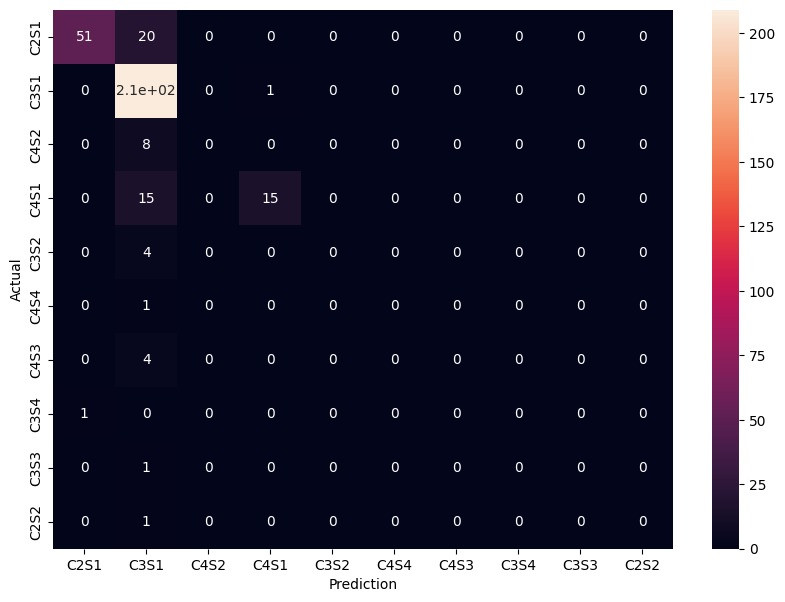 C2S1 51 20 0 0 0 0 0 0 0 0
C3S1 0 2.1e+02 0 1 0 0 0 0 0 0
C4S2 0 8 0 0 0 0 0 0 0 0
C4S1 0 15 0 15 0 0 0 0 0 0
C3S2 0 4 0 0 0 0 0 0 0 0
C4S4 0 1 0 0 0 0 0 0 0 0
C4S3 0 4 0 0 0 0 0 0 0 0
C3S4 1 0 0 0 0 0 0 0 0 0
C3S3 0 1 0 0 0 0 0 0 0 0
C2S2 0 1 0 0 0 0 0 0 0 0
C2S1 C3S1 C4S2 C4S1 C3S2 C4S4 C4S3 C3S4 C3S3 C2S2
Prediction
Actual
200
175
150
125
100
75
50
25
0